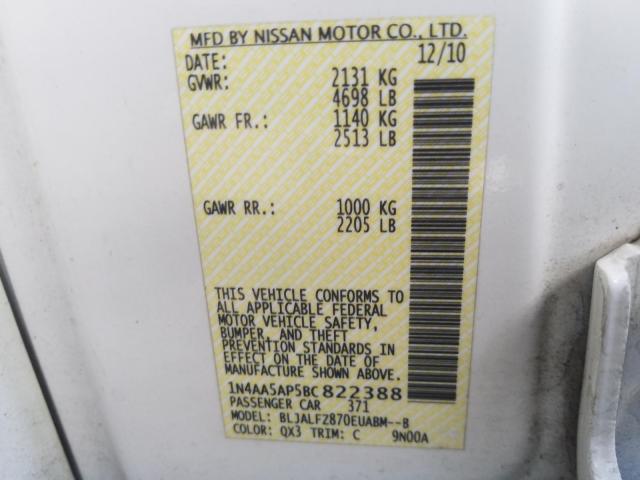 MFD BY NISSAN MOTOR CO., LTD.
DATE: 12/10
GVWR: 2131 KG
4698 LB
GAWR FR.: 1140 KG
2513 LB
GAWR RR.: 1000 KG
2205 LB
THIS VEHICLE CONFORMS TO
ALL APPLICABLE FEDERAL
MOTOR VEHICLE SAFETY,
BUMPER, AND THEFT
PREVENTION STANDARDS IN
EFFECT ON THE DATE OF
MANUFACTURE SHOWN ABOVE.
1N4AA5AP5BC822388
PASSENGER CAR 371
MODEL: BLJALFZ870EUABM--B
COLOR: QX3 TRIM: C 9N00A